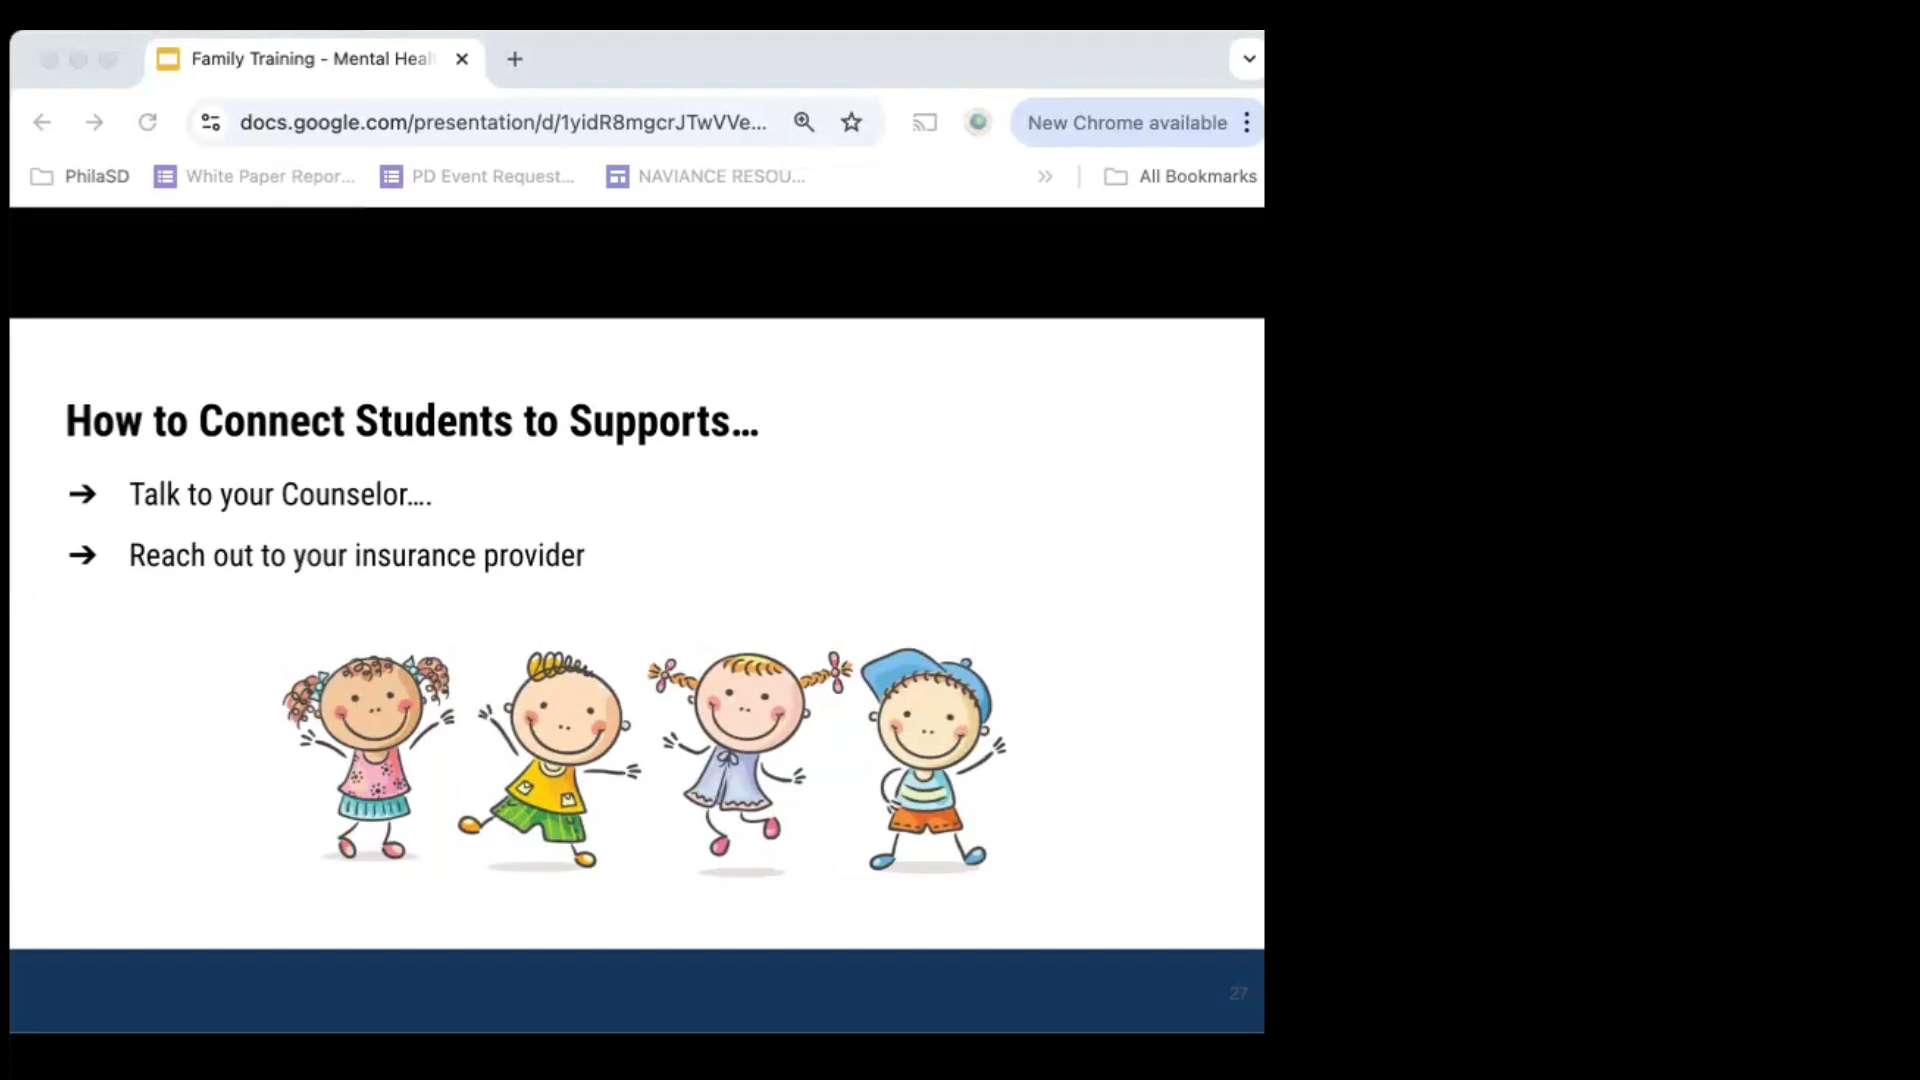 Family Training - Mental Heal
docs.google.com/presentation/d/1yidR8mgcrJTwVVe...
New Chrome available
PhilaSD
White Paper Repor...
PD Event Request...
NAVIANCE RESOU...
All Bookmarks
How to Connect Students to Supports...
Talk to your Counselor....
Reach out to your insurance provider
27